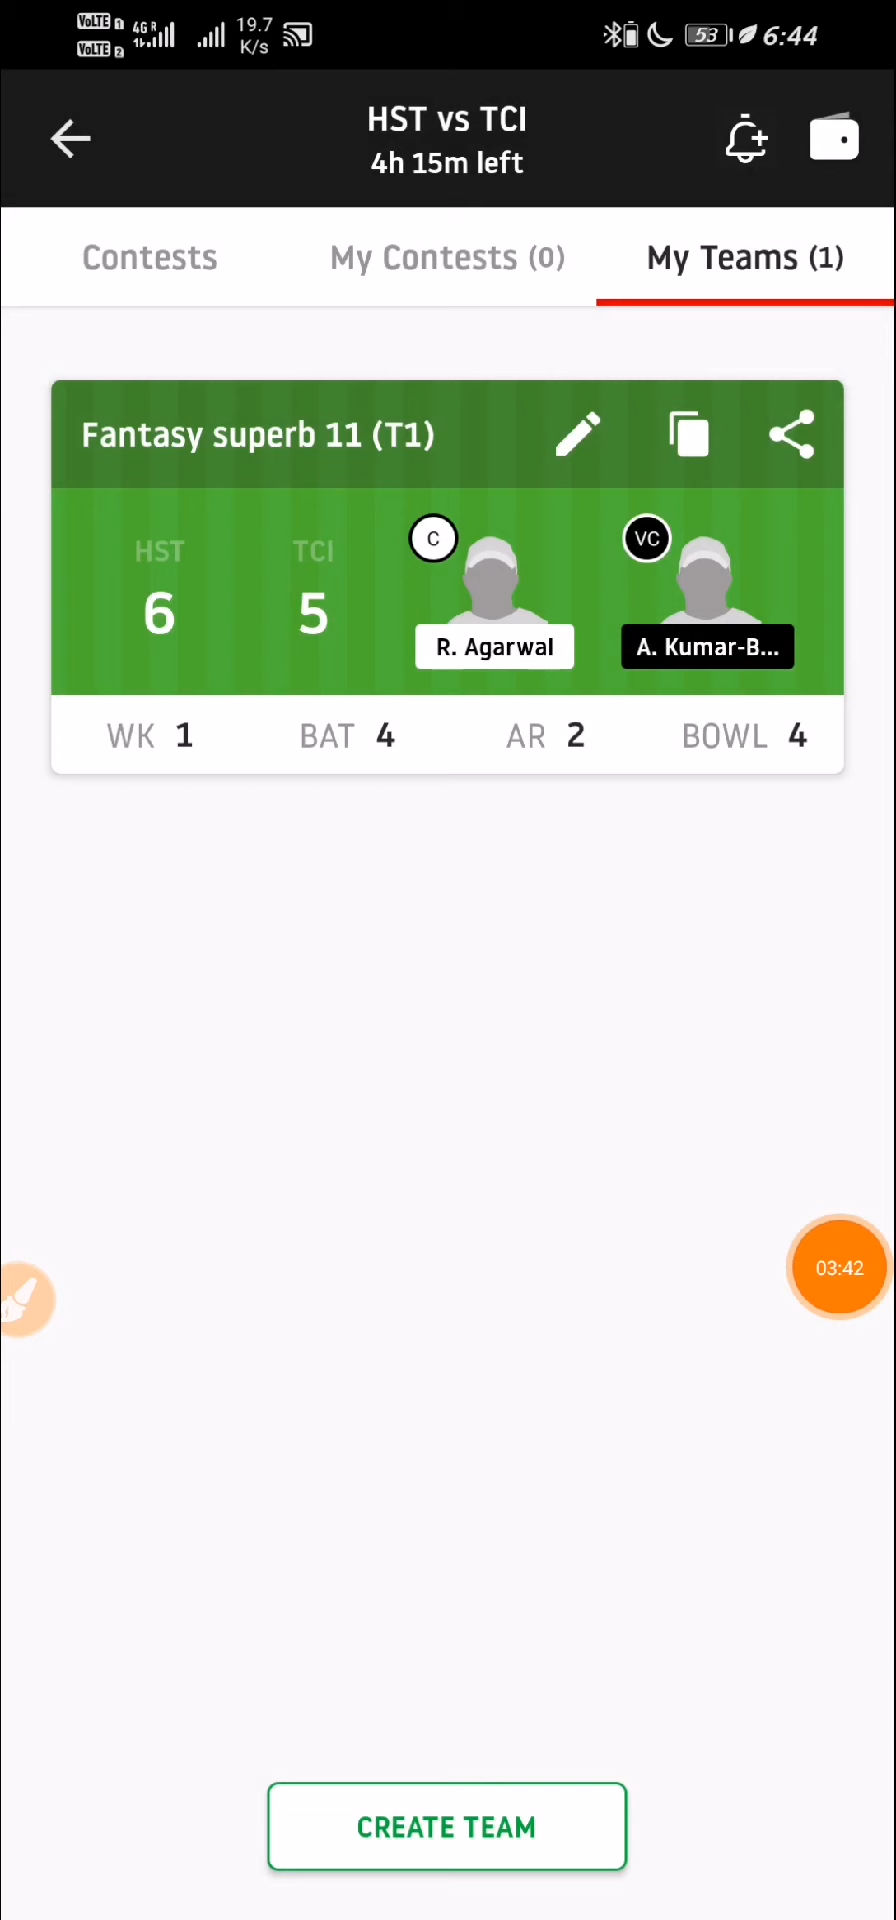 VoLTE 1 4G R 19.7
VoLTE 2 K/s 53 6:44
HST vs TCI
4h 15m left
Contests My Contests (0) My Teams (1)
Fantasy superb 11 (T1)
HST TCI C VC
6 5
R. Agarwal A. Kumar-B...
WK 1 BAT 4 AR 2 BOWL 4
03:42
CREATE TEAM